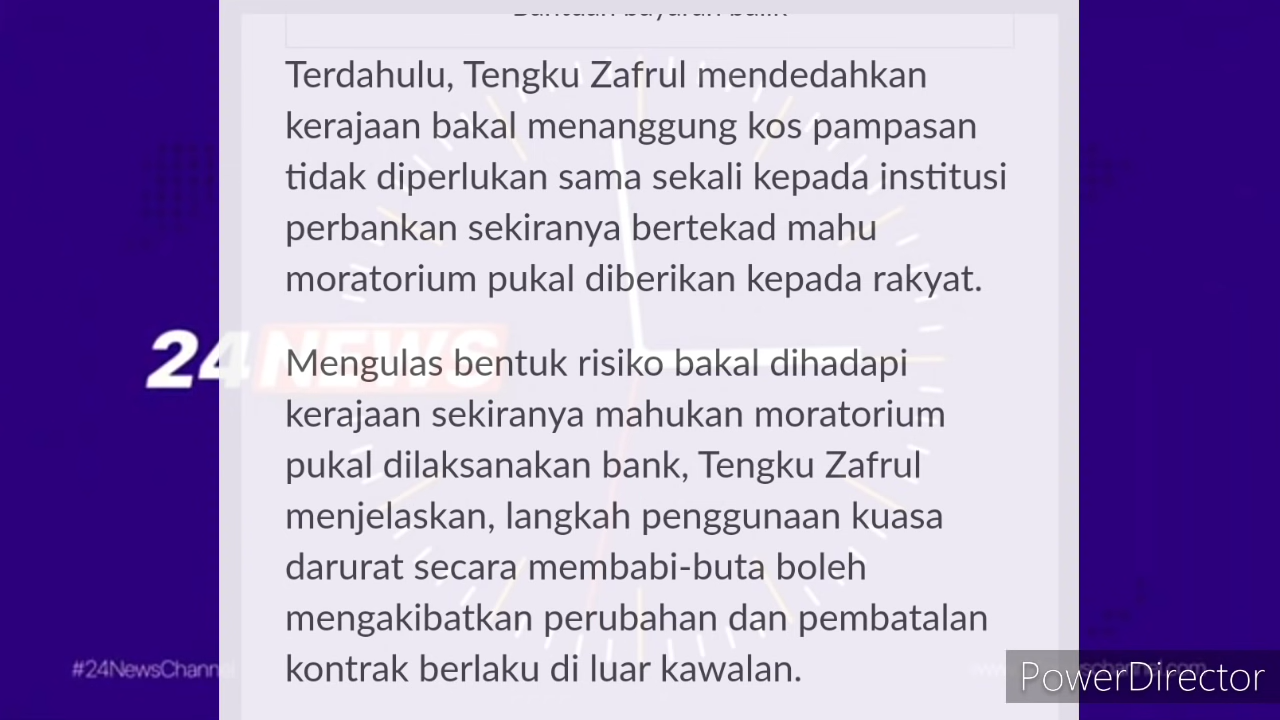 Terdahulu, Tengku Zafrul mendedahkan
kerajaan bakal menanggung kos pampasan
tidak diperlukan sama sekali kepada institusi
perbankan sekiranya bertekad mahu
moratorium pukal diberikan kepada rakyat.
24NEWS
Mengulas bentuk risiko bakal dihadapi
kerajaan sekiranya mahukan moratorium
pukal dilaksanakan bank, Tengku Zafrul
menjelaskan, langkah penggunaan kuasa
darurat secara membabi-buta boleh
mengakibatkan perubahan dan pembatalan
kontrak berlaku di luar kawalan.
#24NewsChannel
PowerDirector